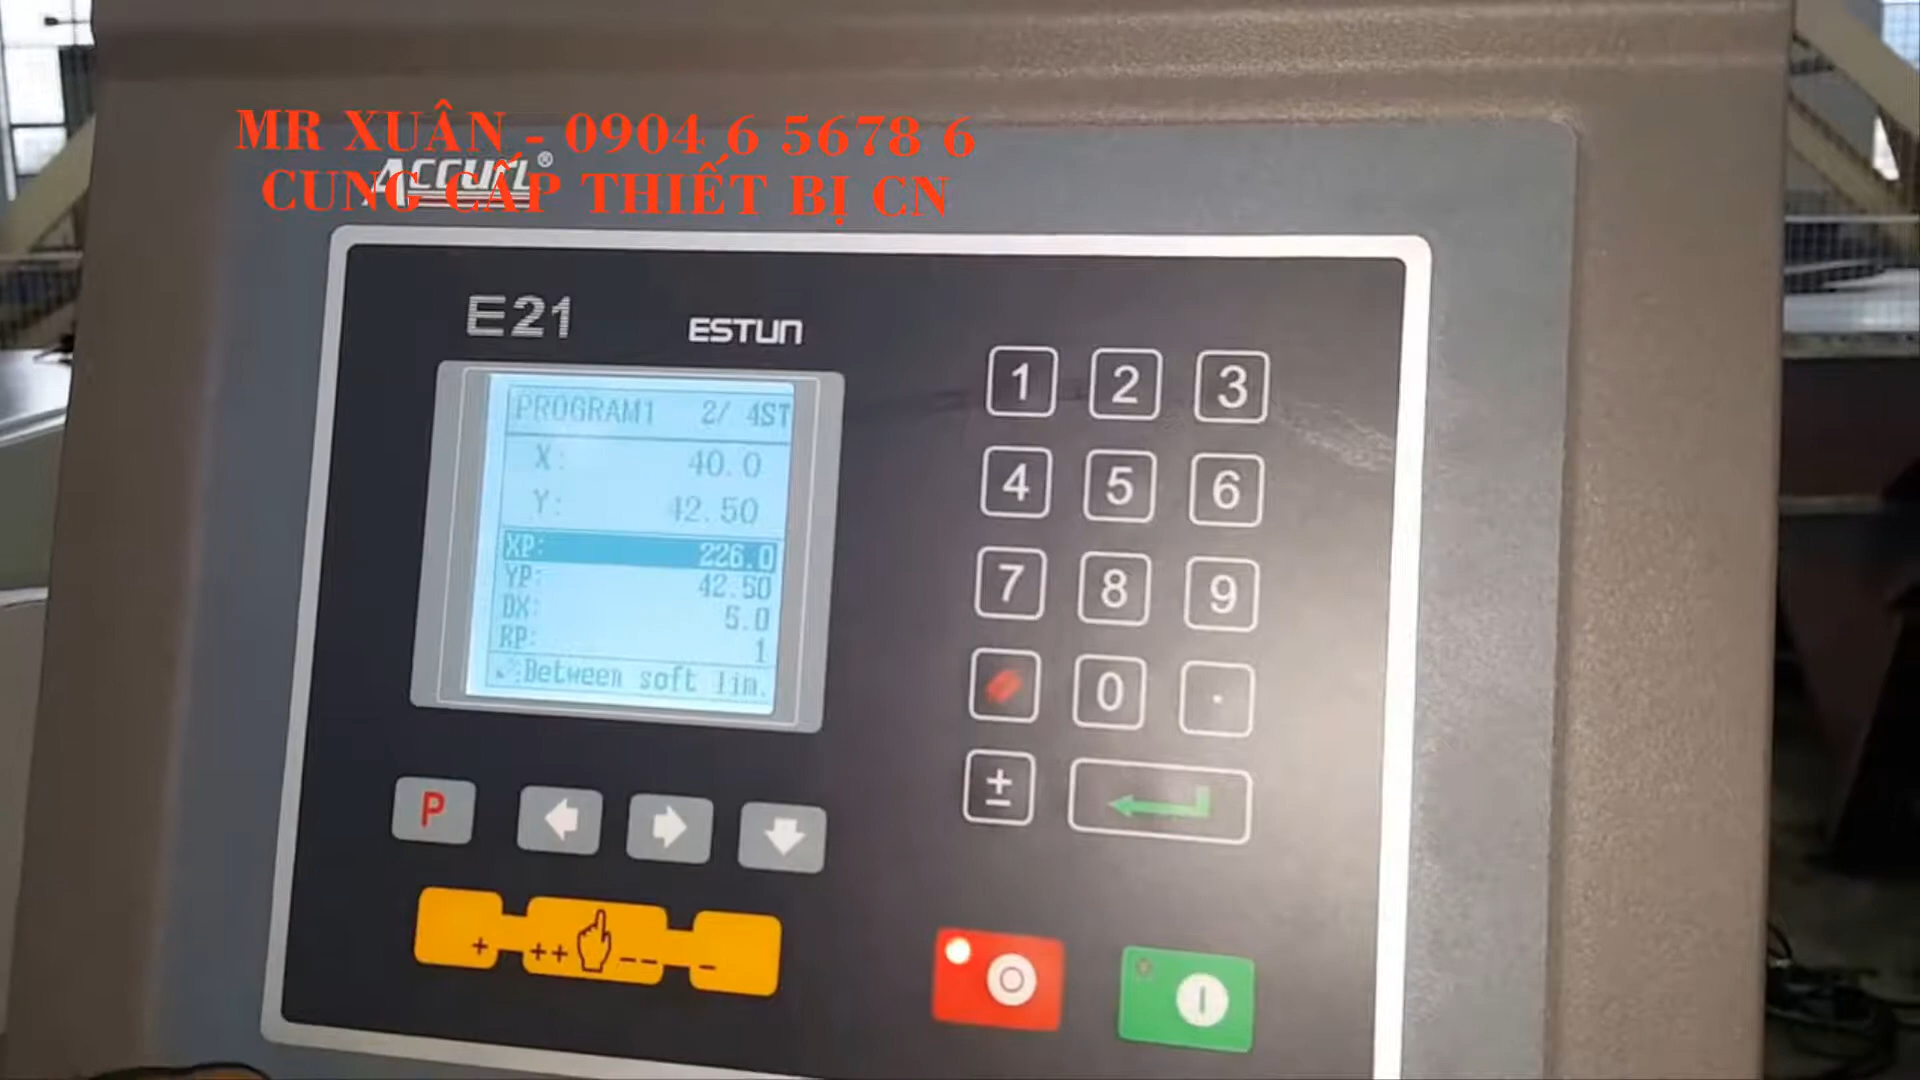 MR XUÂN - 0904 6 5678 6
ACCURL®
CUNG CẤP THIẾT BỊ CN
E21 ESTUN
PROGRAM1 2/ 4ST
X: 40.0
Y: 42.50
XP: 226.0
YP: 42.50
DX: 5.0
RP: 1
:Between soft lim.
1 2 3
4 5 6
7 8 9
0 .
±
P
+ ++ -- -